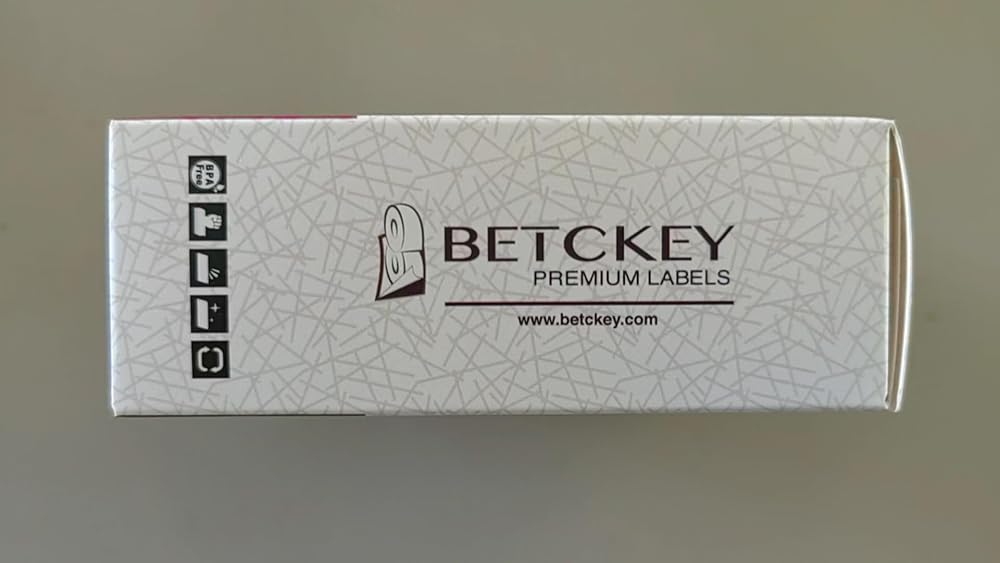 BPA
Free
BETCKEY
PREMIUM LABELS
www.betckey.com